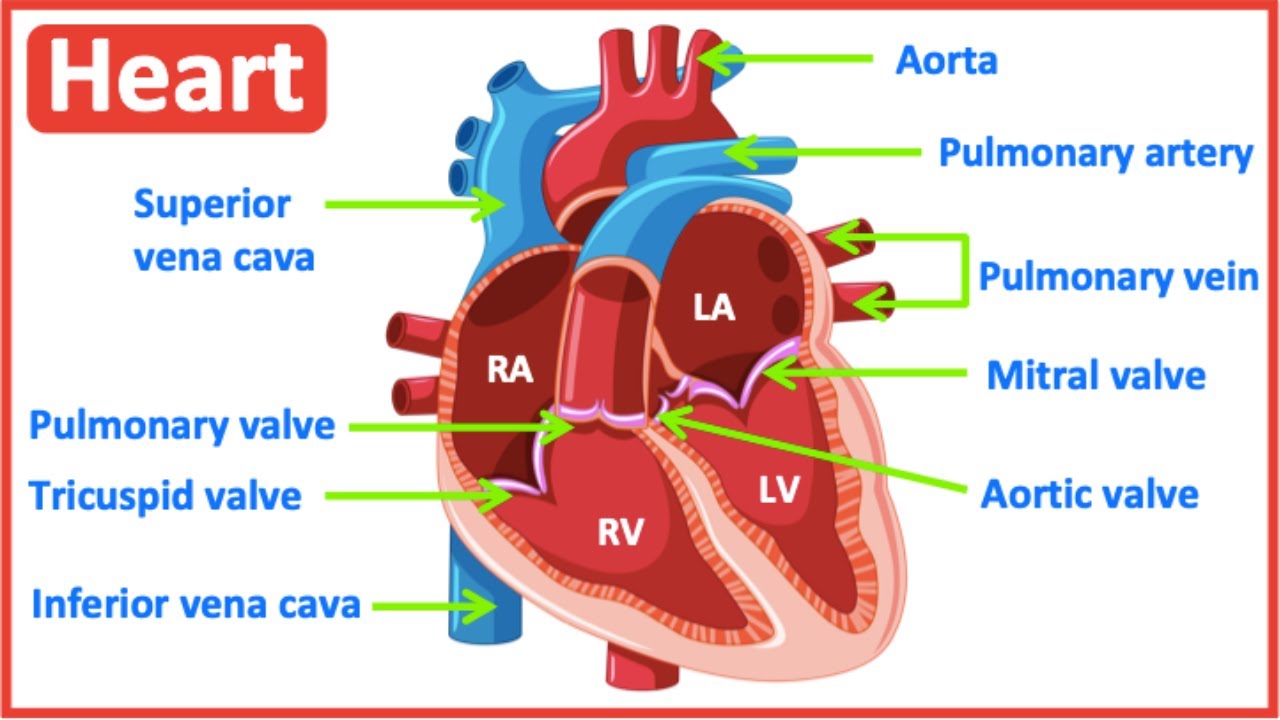 Heart
Aorta
Pulmonary artery
Superior
vena cava
Pulmonary vein
LA
RA
Mitral valve
Pulmonary valve
Tricuspid valve
LV
Aortic valve
RV
Inferior vena cava